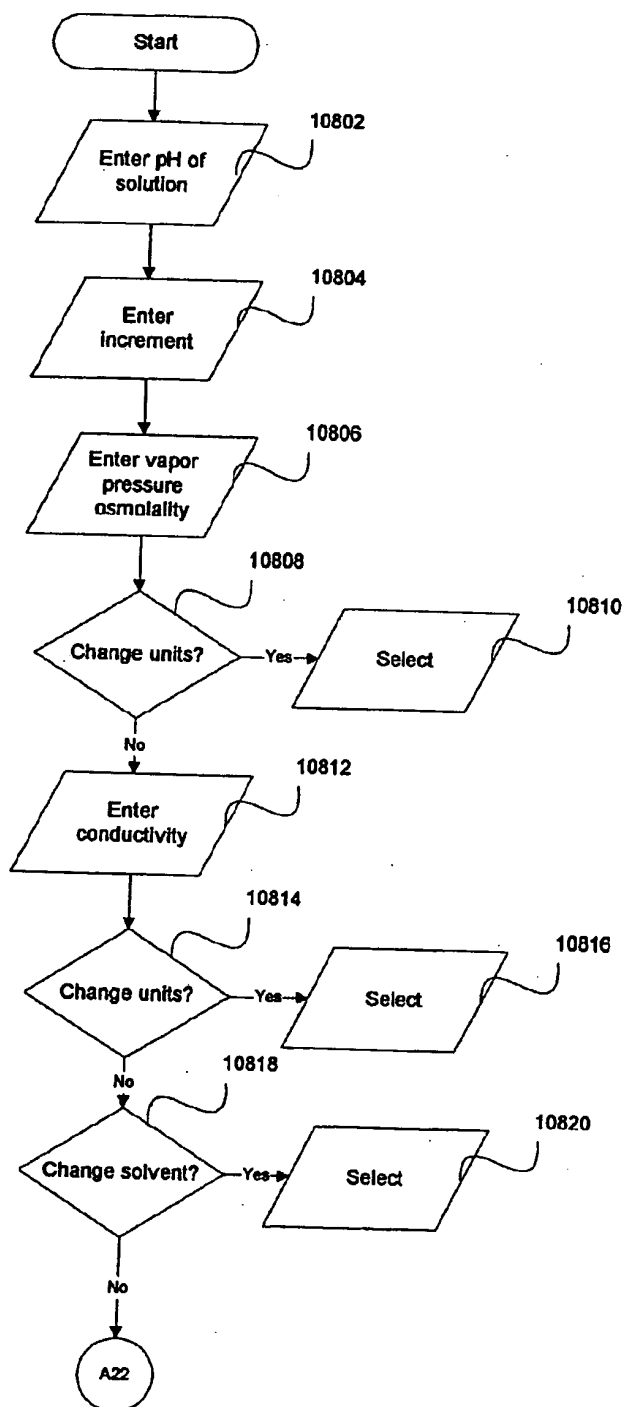 Start
10802
Enter pH of
solution
10804
Enter
increment
10806
Enter vapor
pressure
osmolality
10808
10810
Change units?
Yes
Select
No
10812
Enter
conductivity
10814
10816
Change units?
Yes
Select
No
10818
10820
Change solvent?
Yes
Select
No
A22